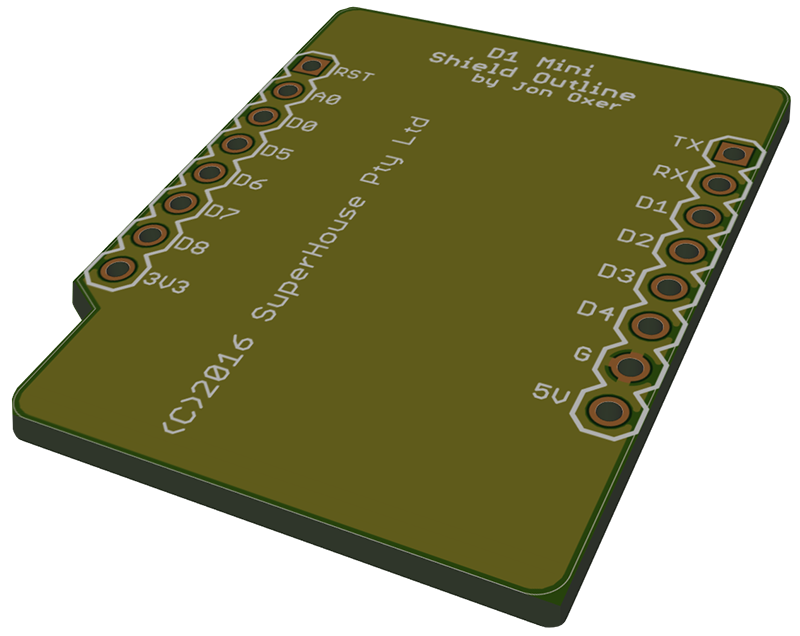 D1 Mini
Shield Outline
by Jon Oxer
RST
A0
D0
D5
D6
D7
D8
3V3
(C)2016 SuperHouse Pty Ltd
TX
RX
D1
D2
D3
D4
G
5V